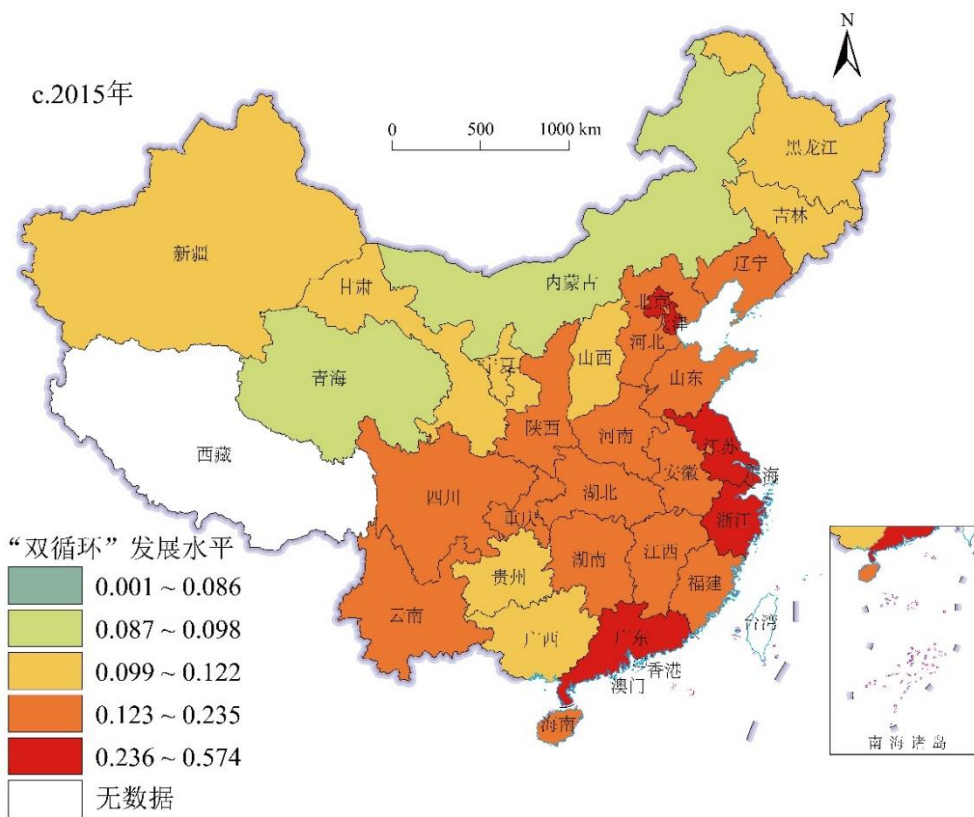 N
c.2015年
0 500 1000 km
黑龙江
吉林
新疆
辽宁
甘肃
内蒙古
北京
天津
河北
山西
宁夏
青海
山东
陕西
河南
江苏
西藏
安徽
上海
四川
湖北
重庆
浙江
湖南
江西
贵州
福建
云南
广西
广东
台湾
香港
澳门
海南
南海诸岛
“双循环”发展水平
0.001 ~ 0.086
0.087 ~ 0.098
0.099 ~ 0.122
0.123 ~ 0.235
0.236 ~ 0.574
无数据